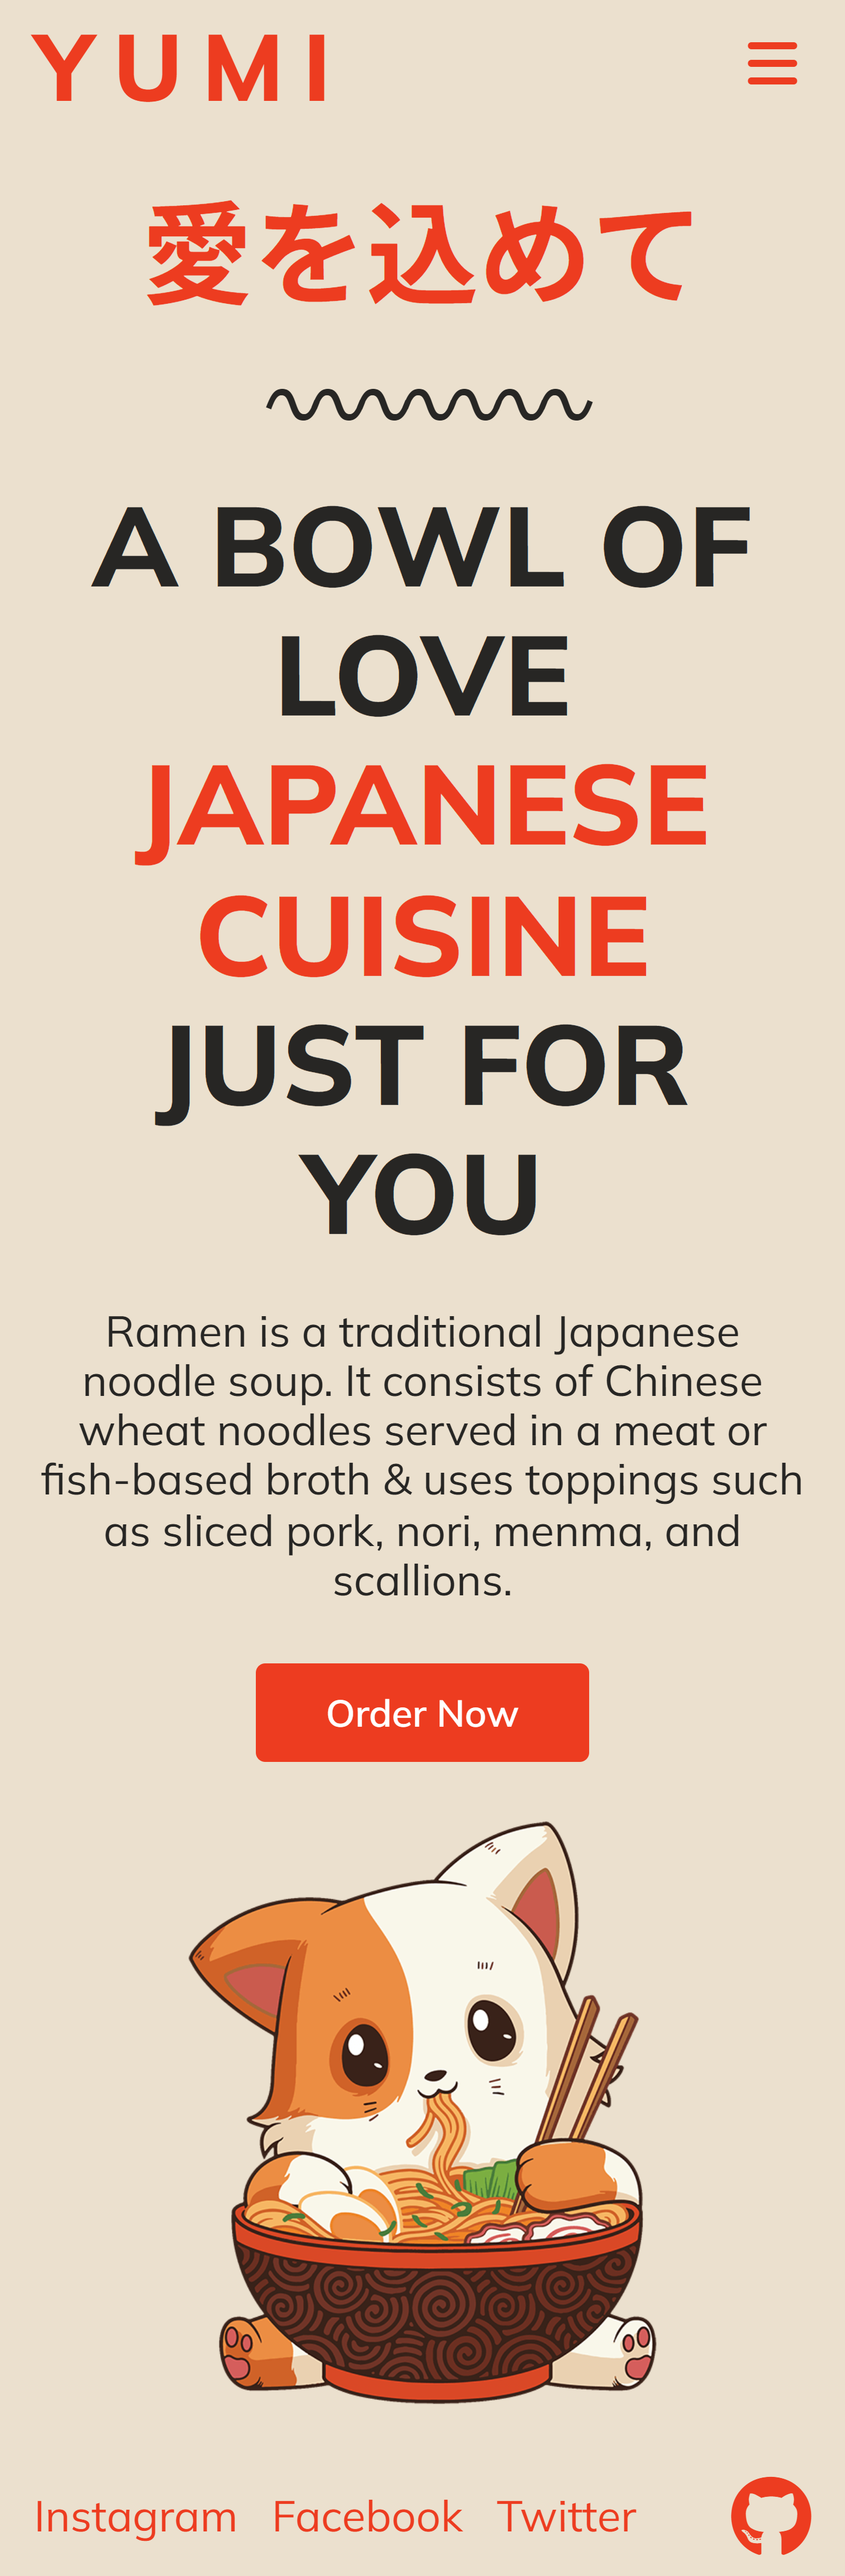 YUMI
愛を込めて
A BOWL OF
LOVE
JAPANESE
CUISINE
JUST FOR
YOU
Ramen is a traditional Japanese
noodle soup. It consists of Chinese
wheat noodles served in a meat or
fish-based broth & uses toppings such
as sliced pork, nori, menma, and
scallions.
Order Now
Instagram Facebook Twitter